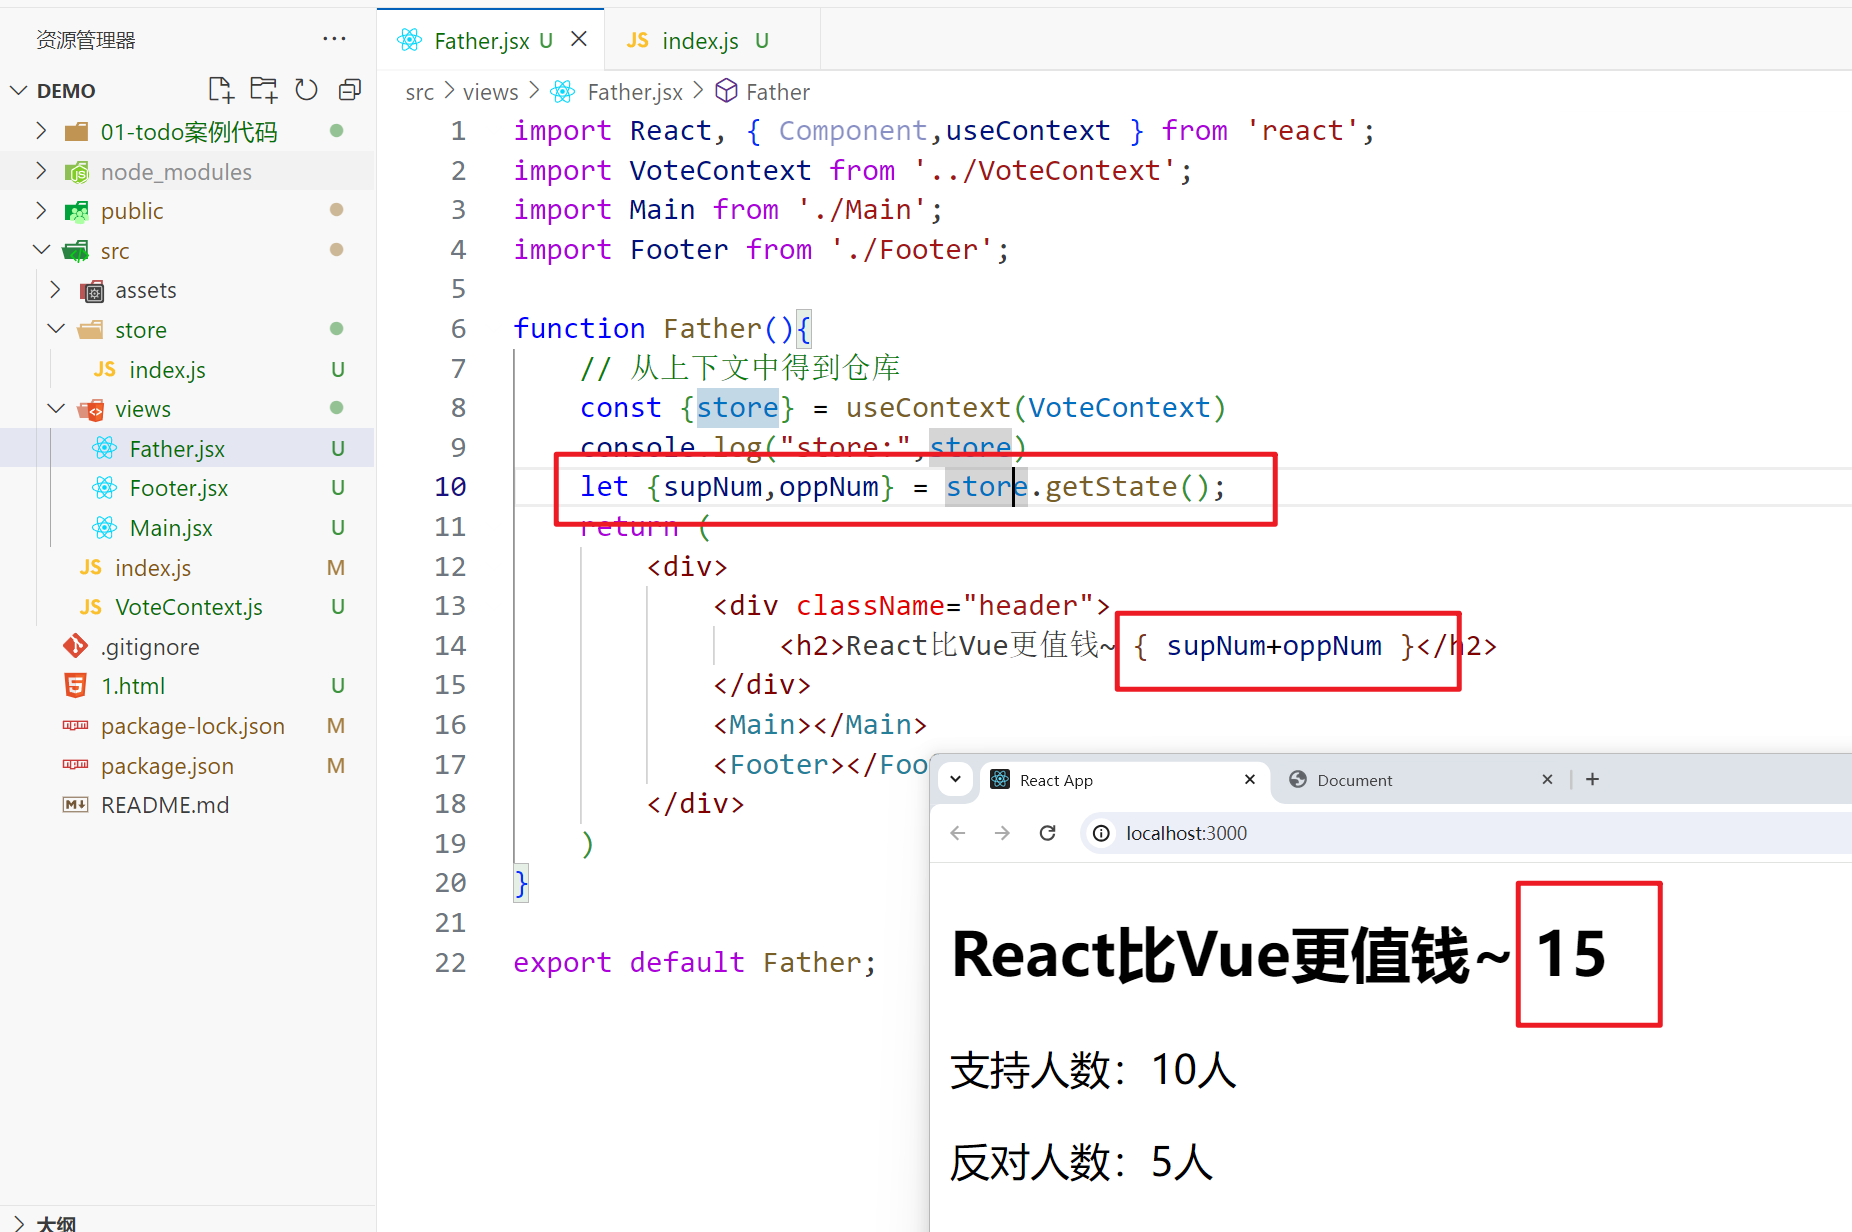 资源管理器
DEMO
01-todo案例代码
node_modules
public
src
assets
store
JS index.js U
views
Father.jsx U
Footer.jsx U
Main.jsx U
JS index.js M
JS VoteContext.js U
.gitignore
1.html U
package-lock.json M
package.json M
README.md
大纲
Father.jsx U
JS index.js U
src > views > Father.jsx > Father
1 import React, { Component,useContext } from 'react';
2 import VoteContext from '../VoteContext';
3 import Main from './Main';
4 import Footer from './Footer';
5
6 function Father(){
7 // 从上下文中得到仓库
8 const {store} = useContext(VoteContext)
9 console.log("store:",store)
10 let {supNum,oppNum} = store.getState();
11 return (
12 <div>
13 <div className="header">
14 <h2>React比Vue更值钱~ { supNum+oppNum }</h2>
15 </div>
16 <Main></Main>
17 <Footer></Foo
18 </div>
19 )
20 }
21
22 export default Father;
React App
Document
localhost:3000
React比Vue更值钱~ 15
支持人数：10人
反对人数：5人